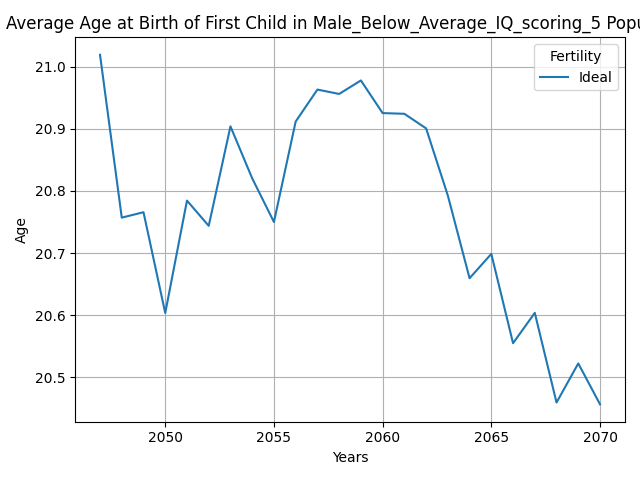 Average Age at Birth of First Child in Male_Below_Average_IQ_scoring_5 Popu
Fertility
Ideal
21.0
20.9
20.8
20.7
20.6
20.5
Age
2050 2055 2060 2065 2070
Years